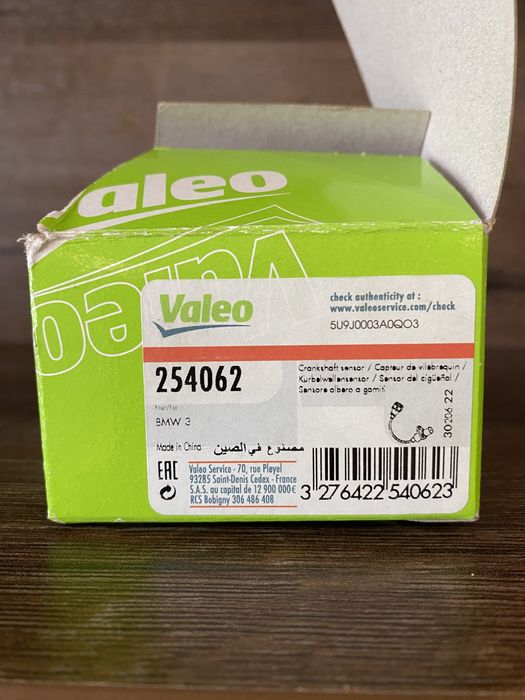 valeo
Valeo
Valeo
check authenticity at :
www.valeoservice.com/check
5U9J0003A0QO3
254062
Crankshaft sensor / Capteur de vilebrequin /
Kurbelwellensensor / Sensor del cigüeñal /
Sensore albero a gomiti
BMW 3
30 206 22
Made in China مصنوع في الصين
EAC
Valeo Service - 70, rue Pleyel
93285 Saint-Denis Cedex - France
S.A.S. au capital de 12 900 000€
RCS Bobigny 306 486 408
3 276422 540623